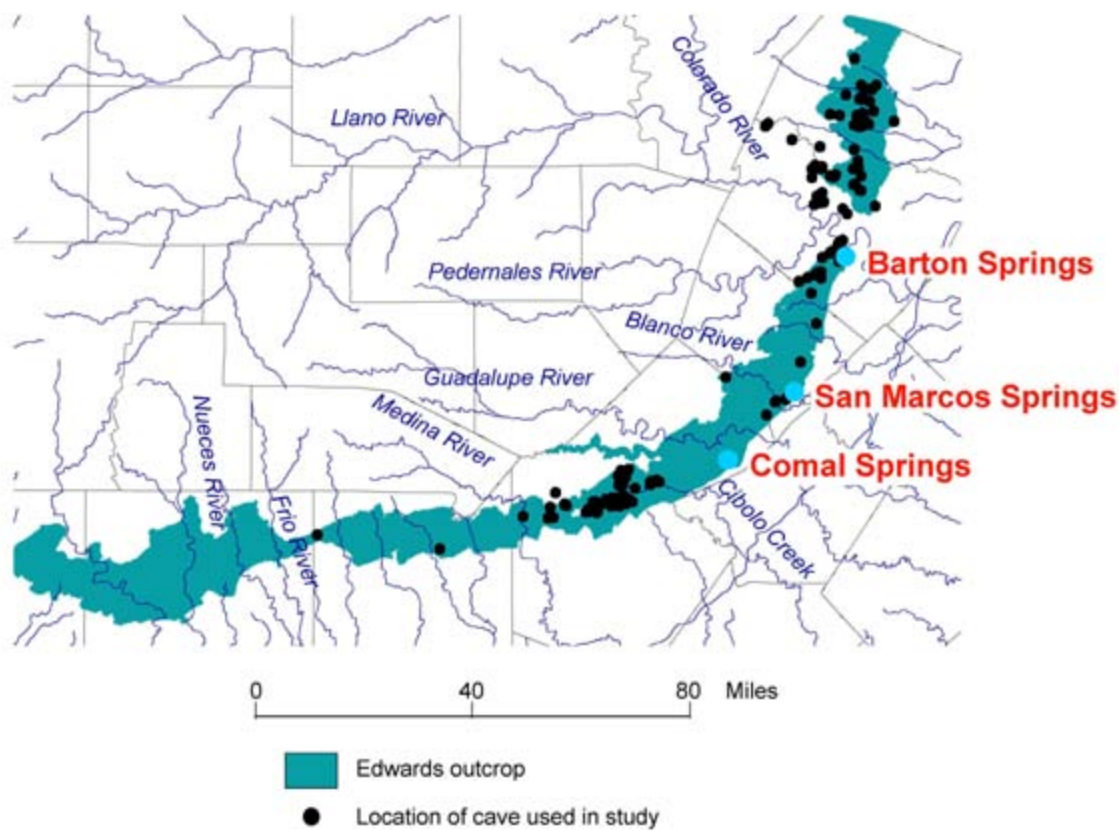 Colorado River
Llano River
Barton Springs
Pedernales River
Blanco River
Guadalupe River
San Marcos Springs
Medina River
Nueces River
Comal Springs
Frio River
Cibolo Creek
0 40 80 Miles
Edwards outcrop
Location of cave used in study